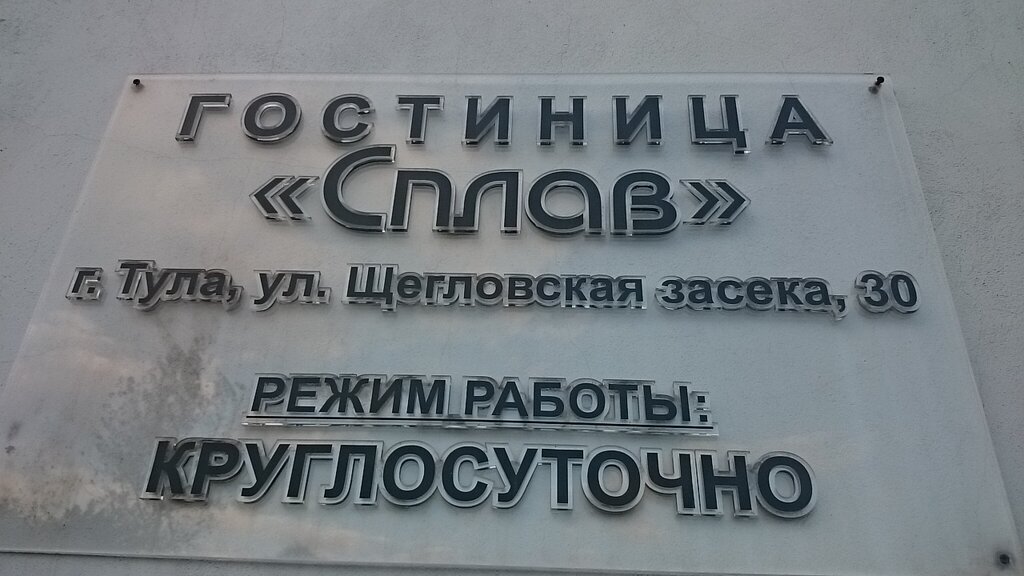 ГОСТИНИЦА
«Сплав»
г. Тула, ул. Щегловская засека, 30
РЕЖИМ РАБОТЫ:
КРУГЛОСУТОЧНО